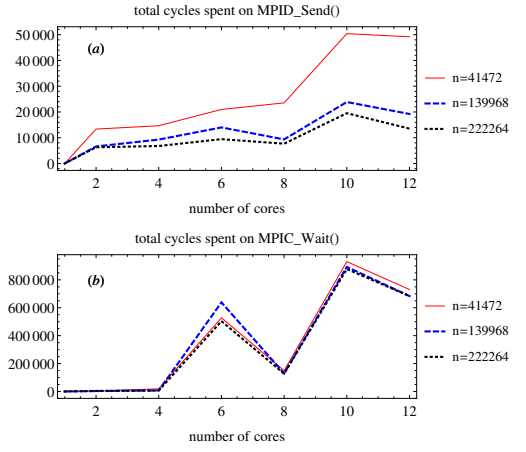 total cycles spent on MPID_Send()
(a)
50 000
40 000
30 000
20 000
10 000
0
2 4 6 8 10 12
number of cores
n=41472
n=139968
n=222264
total cycles spent on MPIC_Wait()
(b)
800 000
600 000
400 000
200 000
0
2 4 6 8 10 12
number of cores
n=41472
n=139968
n=222264